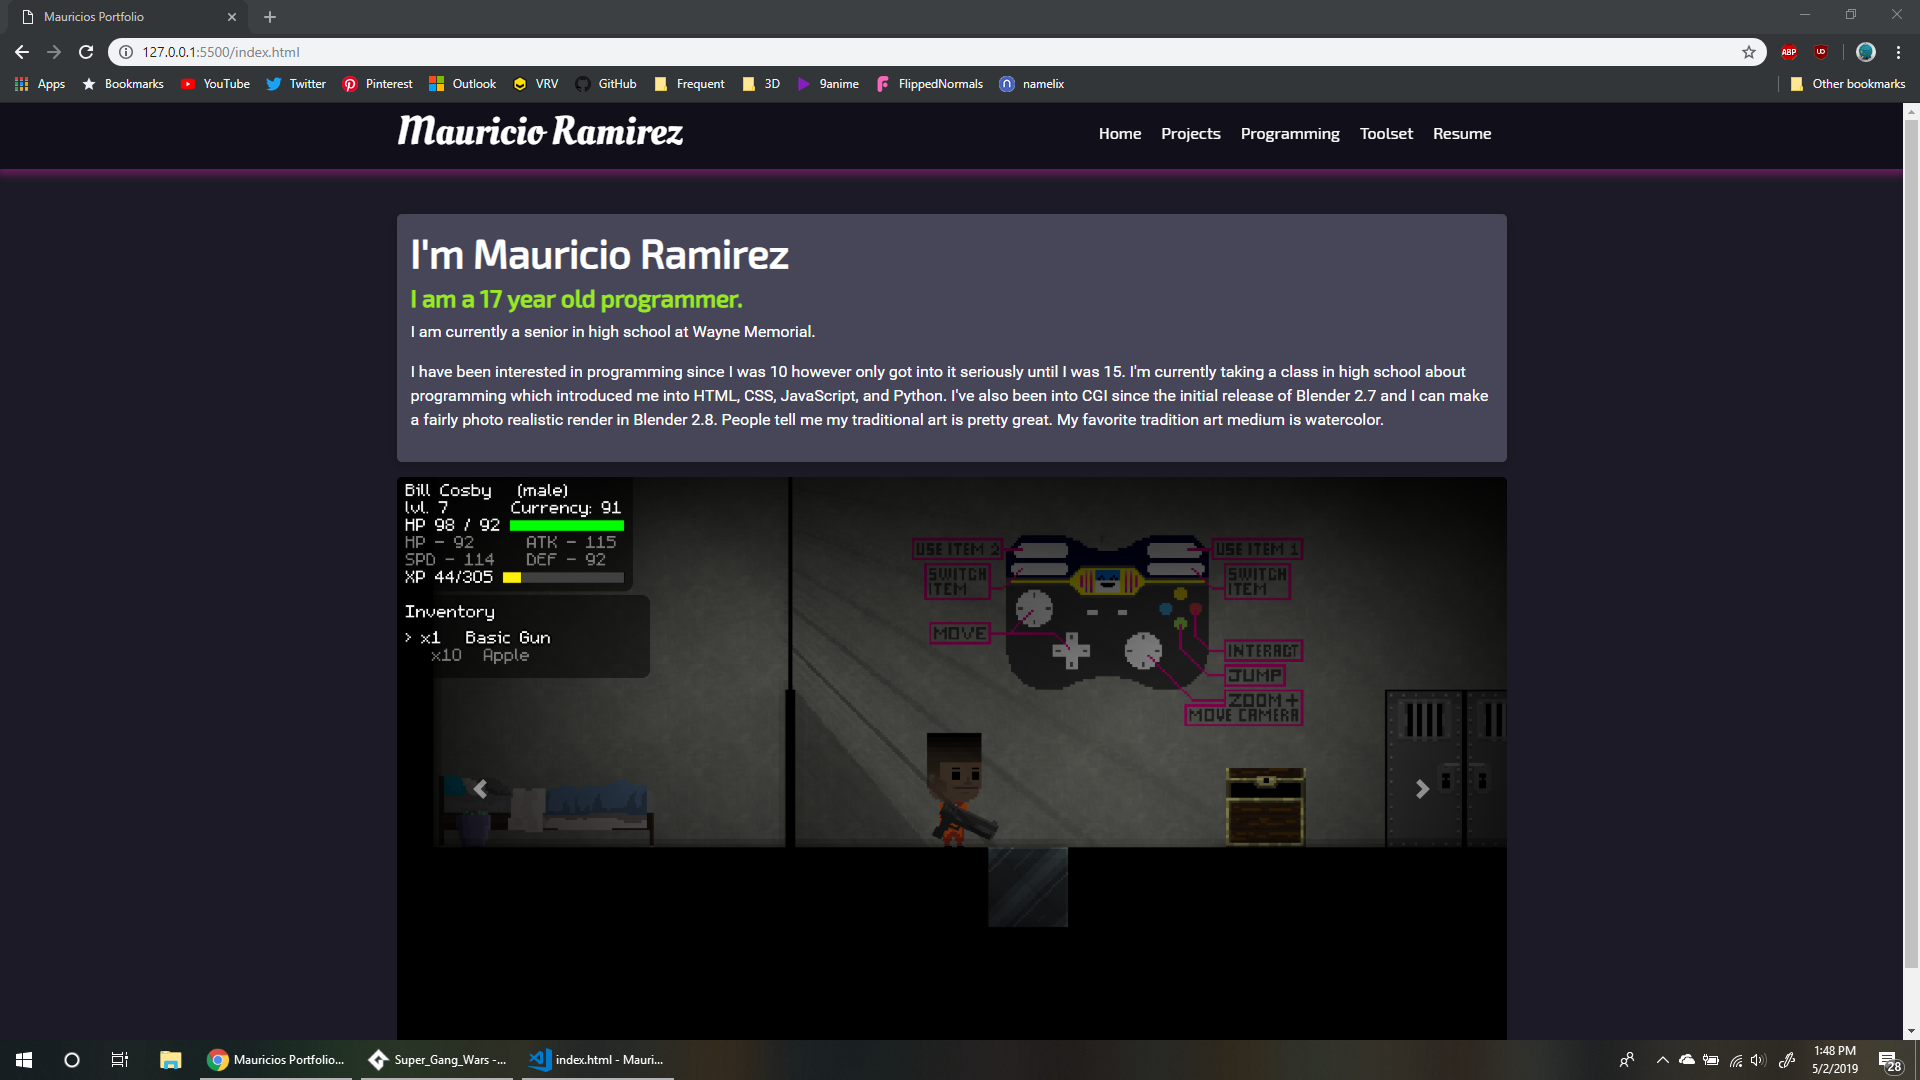 Mauricios Portfolio
127.0.0.1:5500/index.html
ABP
UO
Apps
Bookmarks
YouTube
Twitter
Pinterest
Outlook
VRV
GitHub
Frequent
3D
9anime
FlippedNormals
namelix
Other bookmarks
Mauricio Ramirez
Home
Projects
Programming
Toolset
Resume
I'm Mauricio Ramirez
I am a 17 year old programmer.
I am currently a senior in high school at Wayne Memorial.
I have been interested in programming since I was 10 however only got into it seriously until I was 15. I'm currently taking a class in high school about
programming which introduced me into HTML, CSS, JavaScript, and Python. I've also been into CGI since the initial release of Blender 2.7 and I can make
a fairly photo realistic render in Blender 2.8. People tell me my traditional art is pretty great. My favorite tradition art medium is watercolor.
Bill Cosby (male)
lvl. 7 Currency: 91
HP 98 / 92
HP - 92 ATK - 115
SPD - 114 DEF - 92
XP 44/305
Inventory
> x1 Basic Gun
x10 Apple
USE ITEM 2
USE ITEM 1
SWITCH
ITEM
SWITCH
ITEM
MOVE
INTERACT
JUMP
ZOOM +
MOVE CAMERA
Mauricios Portfolio...
Super_Gang_Wars -...
index.html - Mauri...
1:48 PM
5/2/2019
28